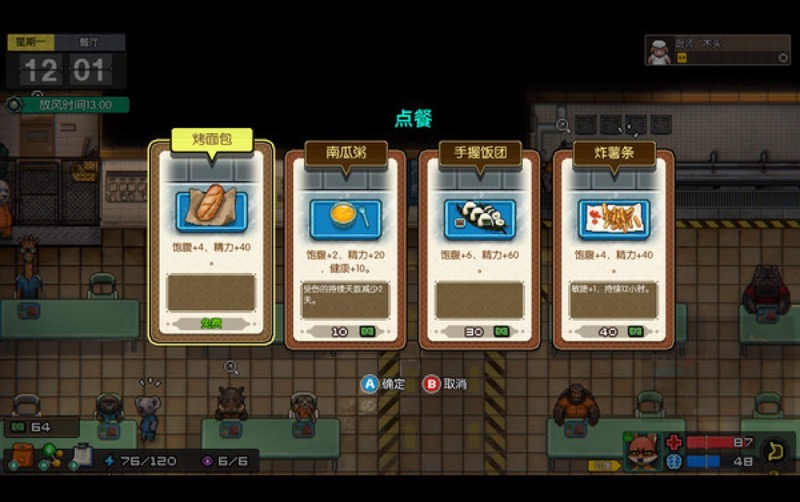 星期一 餐厅
12 01
放风时间13:00
点餐
烤面包
饱腹+4、精力+40
。
免费
南瓜粥
饱腹+2、精力+20
、健康+10。
受伤的持续天数减少2
天。
10
手握饭团
饱腹+6、精力+60
。
30
炸薯条
饱腹+4、精力+40
。
敏捷+1，持续12小时。
40
A 确定 B 取消
64
76/120 6/6
87
48